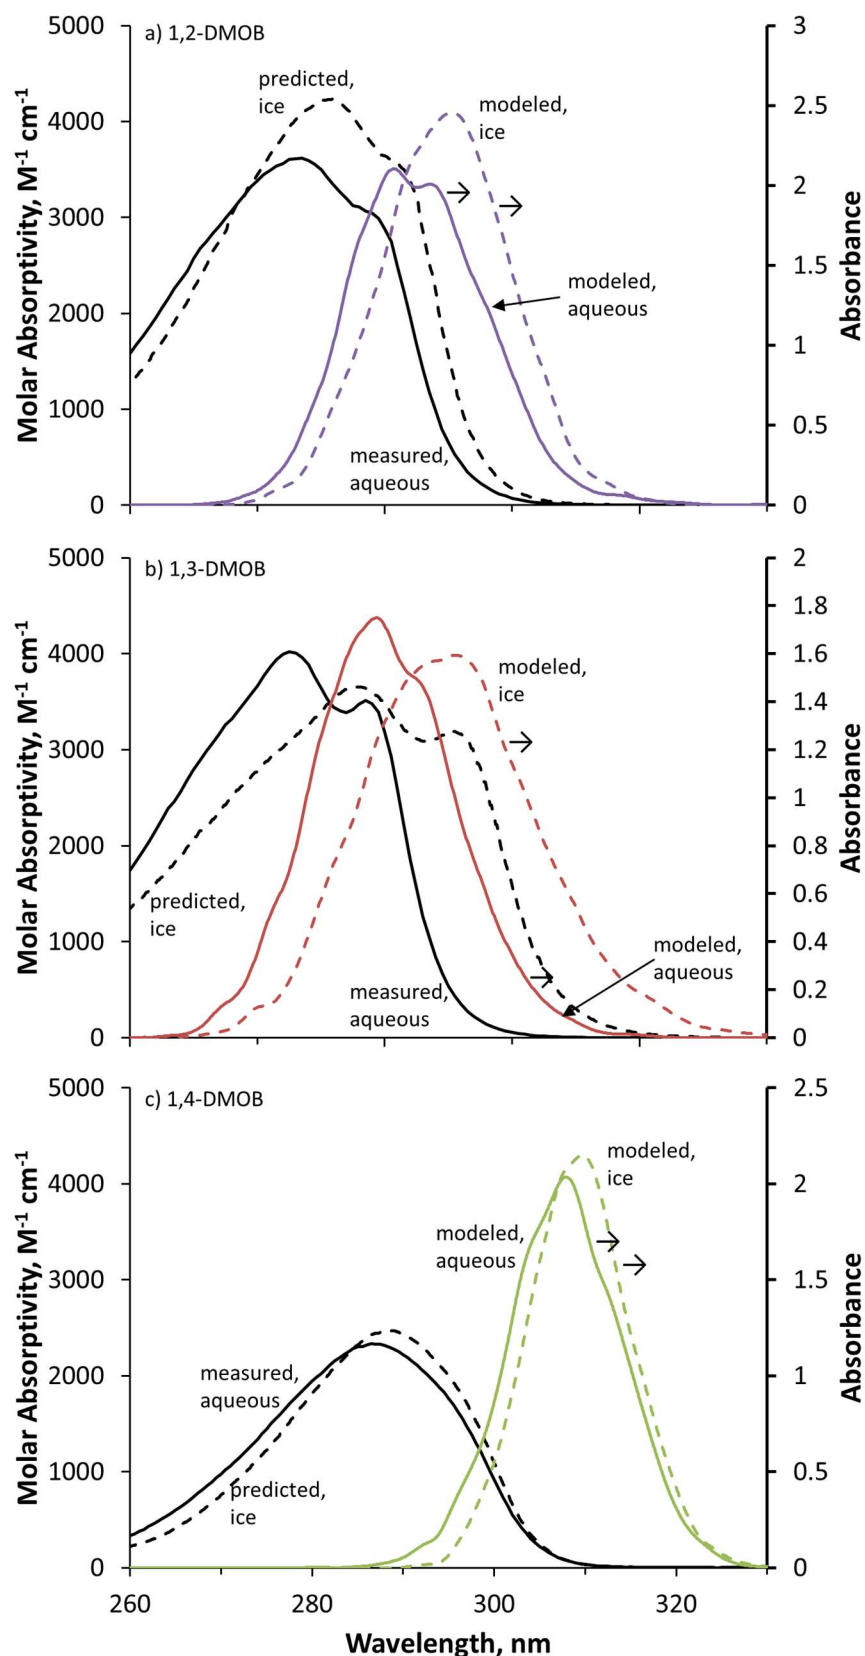 5000
4000
3000
2000
1000
0
Molar Absorptivity, M-1 cm-1
a) 1,2-DMOB
predicted,
ice
modeled,
ice
modeled,
aqueous
measured,
aqueous
3
2.5
2
1.5
1
0.5
0
Absorbance
5000
4000
3000
2000
1000
0
Molar Absorptivity, M-1 cm-1
b) 1,3-DMOB
modeled,
ice
predicted,
ice
modeled,
aqueous
measured,
aqueous
2
1.8
1.6
1.4
1.2
1
0.8
0.6
0.4
0.2
0
Absorbance
5000
4000
3000
2000
1000
0
Molar Absorptivity, M-1 cm-1
c) 1,4-DMOB
modeled,
ice
modeled,
aqueous
measured,
aqueous
predicted,
ice
2.5
2
1.5
1
0.5
0
Absorbance
260
280
300
320
Wavelength, nm